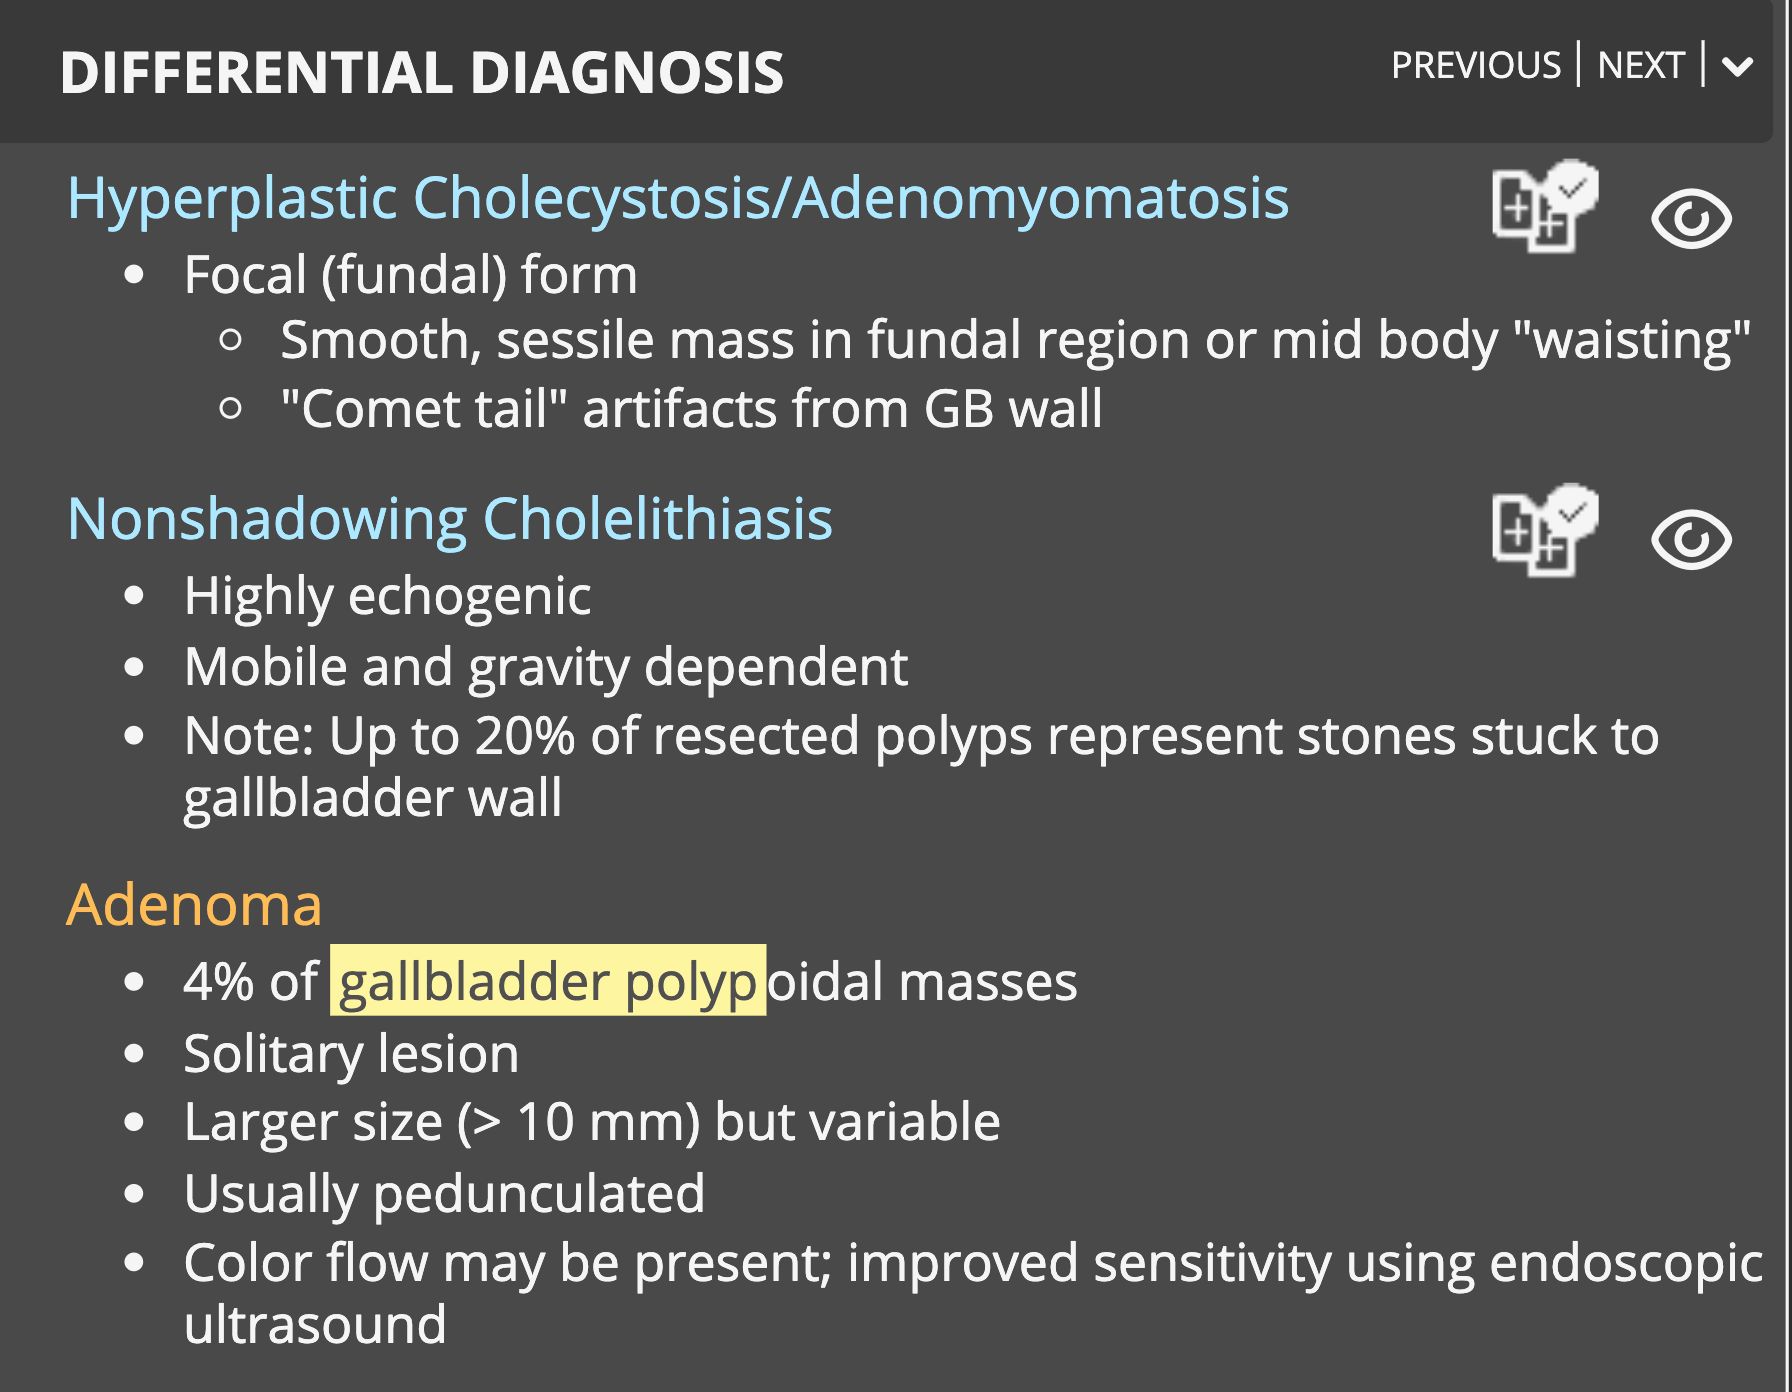 DIFFERENTIAL DIAGNOSIS
PREVIOUS | NEXT |
Hyperplastic Cholecystosis/Adenomyomatosis
• Focal (fundal) form
○ Smooth, sessile mass in fundal region or mid body "waisting"
○ "Comet tail" artifacts from GB wall
Nonshadowing Cholelithiasis
• Highly echogenic
• Mobile and gravity dependent
• Note: Up to 20% of resected polyps represent stones stuck to
gallbladder wall
Adenoma
• 4% of gallbladder polypoidal masses
• Solitary lesion
• Larger size (> 10 mm) but variable
• Usually pedunculated
• Color flow may be present; improved sensitivity using endoscopic
ultrasound